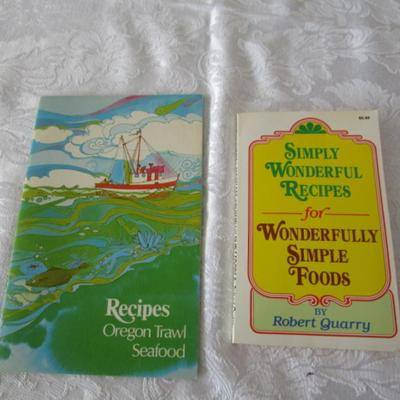 Recipes
Oregon Trawl
Seafood
SIMPLY
WONDERFUL
RECIPES
for
WONDERFULLY
SIMPLE
FOODS
BY
Robert Quarry